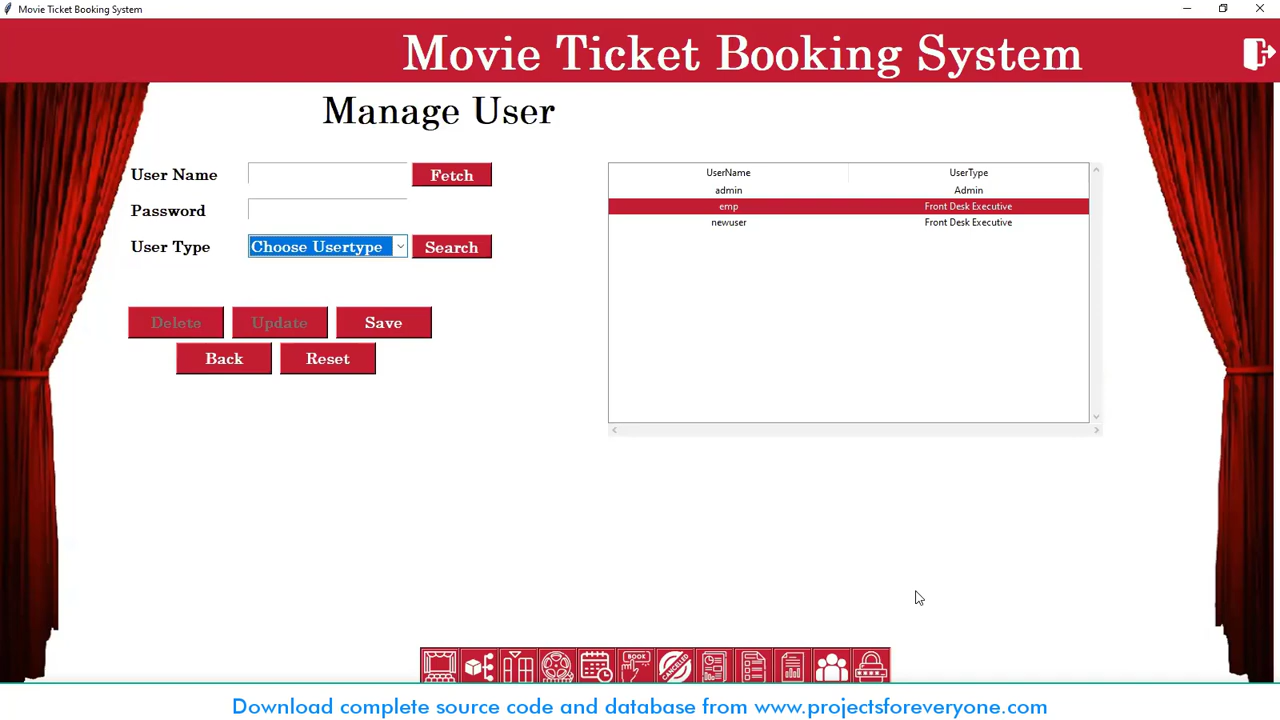 Movie Ticket Booking System
Movie Ticket Booking System
Manage User
User Name
Fetch
Password
User Type
Choose Usertype
Search
Delete
Update
Save
Back
Reset
UserName UserType
admin Admin
emp Front Desk Executive
newuser Front Desk Executive
BOOK
CANCELLED
Download complete source code and database from www.projectsforeveryone.com